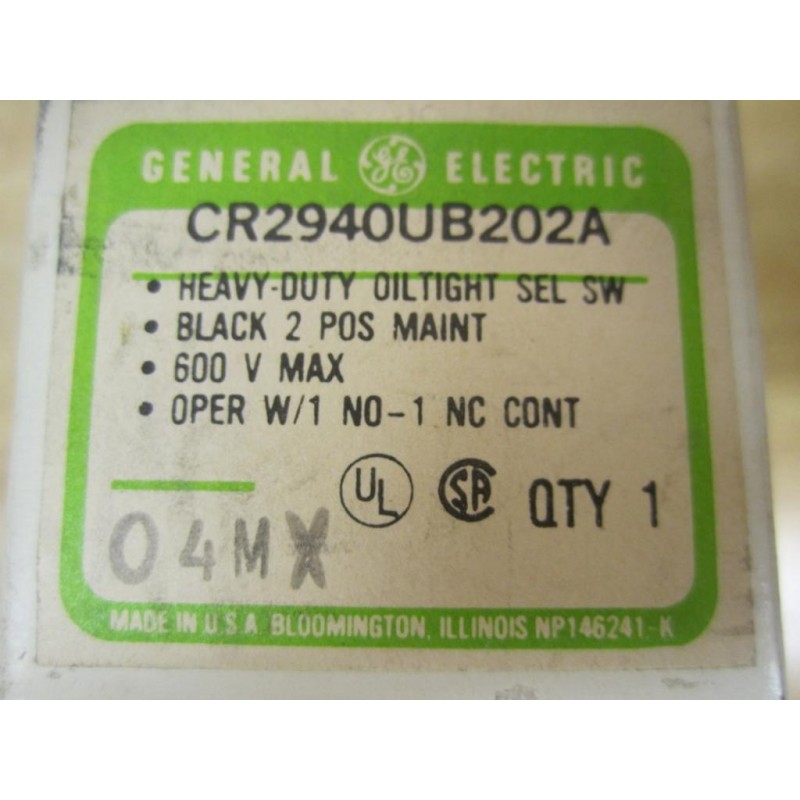 GENERAL GE ELECTRIC
CR2940UB202A
• HEAVY-DUTY OILTIGHT SEL SW
• BLACK 2 POS MAINT
• 600 V MAX
• OPER W/1 NO-1 NC CONT
UL SA QTY 1
04MX
MADE IN U.S.A. BLOOMINGTON, ILLINOIS NP146241-K